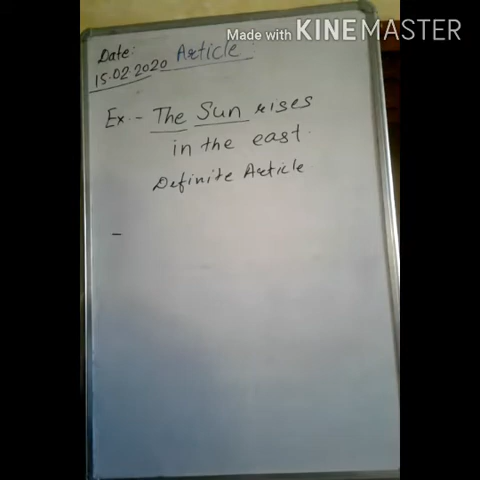 Made with KINEMASTER
Date:
15.02.2020 Article:
Ex:- The Sun rises
in the east.
Definite Article
-